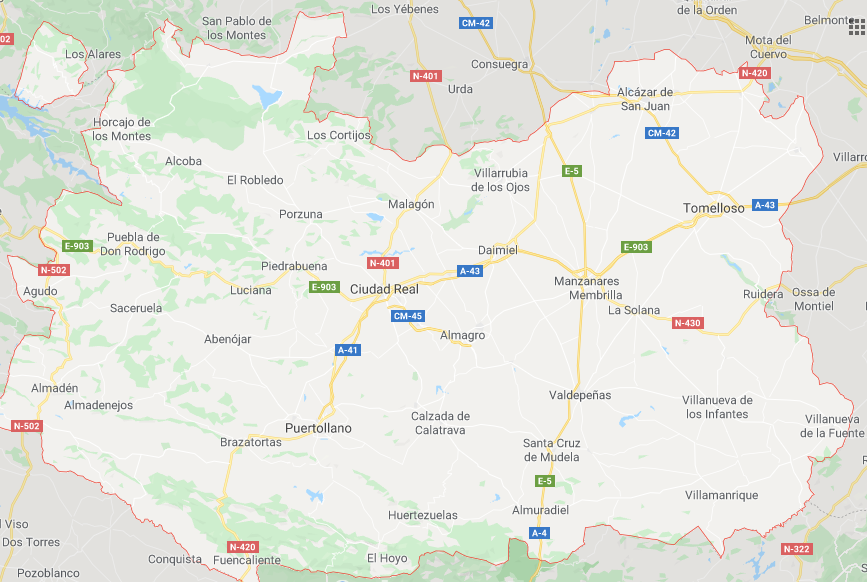 Los Yébenes
de la Orden
San Pablo de
los Montes
CM-42
Belmont
02
Mota del
Cuervo
Los Alares
Consuegra
N-401
N-420
Urda
Alcázar de
San Juan
Horcajo de
los Montes
Los Cortijos
CM-42
Alcoba
Villarr
El Robledo
Villarrubia
de los Ojos
E-5
Malagón
Tomelloso
A-43
Porzuna
Puebla de
Don Rodrigo
E-903
Daimiel
E-903
N-401
A-43
Piedrabuena
N-502
Agudo
Luciana
E-903
Ciudad Real
Manzanares
Membrilla
Ruidera
Ossa de
Montiel
Saceruela
CM-45
La Solana
N-430
Abenójar
Almagro
A-41
Almadén
Almadenejos
Valdepeñas
Villanueva de
los Infantes
Calzada de
Calatrava
Villanueva
de la Fuente
N-502
Puertollano
Brazatortas
Santa Cruz
de Mudela
E-5
Villamanrique
Huertezuelas
Almuradiel
l Viso
Dos Torres
A-4
N-420
N-322
Conquista
Fuencaliente
El Hoyo
Pozoblanco